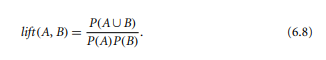 lift(A, B) = P(A ∪ B) / P(A)P(B). (6.8)